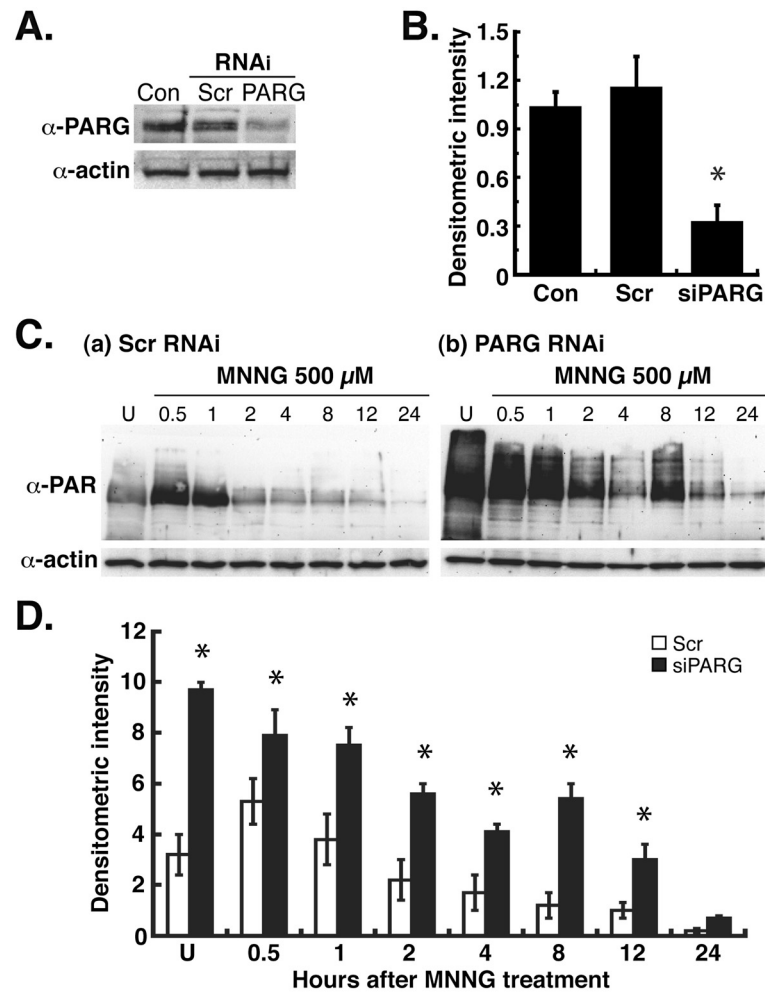 A.
RNAi
Con Scr PARG
α-PARG
α-actin
B.
Densitometric intensity
1.5
1.2
0.9
0.6
0.3
0
*
Con Scr siPARG
C.
(a) Scr RNAi
MNNG 500 µM
U 0.5 1 2 4 8 12 24
(b) PARG RNAi
MNNG 500 µM
U 0.5 1 2 4 8 12 24
α-PAR
α-actin
D.
Densitometric intensity
12
10
8
6
4
2
0
* * * * * * *
Scr
siPARG
U 0.5 1 2 4 8 12 24
Hours after MNNG treatment